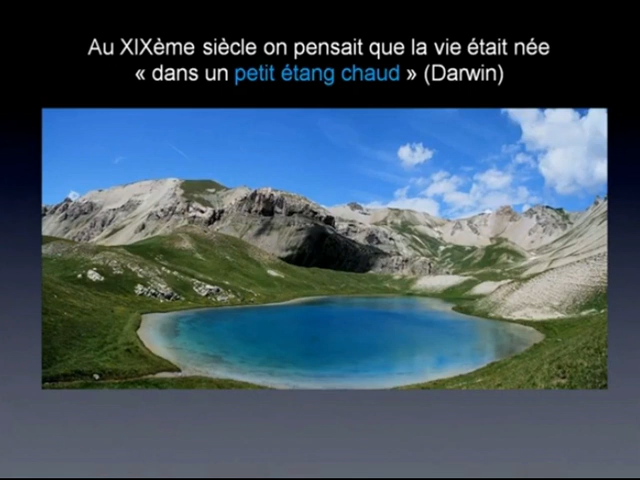 Au XIXème siècle on pensait que la vie était née
« dans un petit étang chaud » (Darwin)